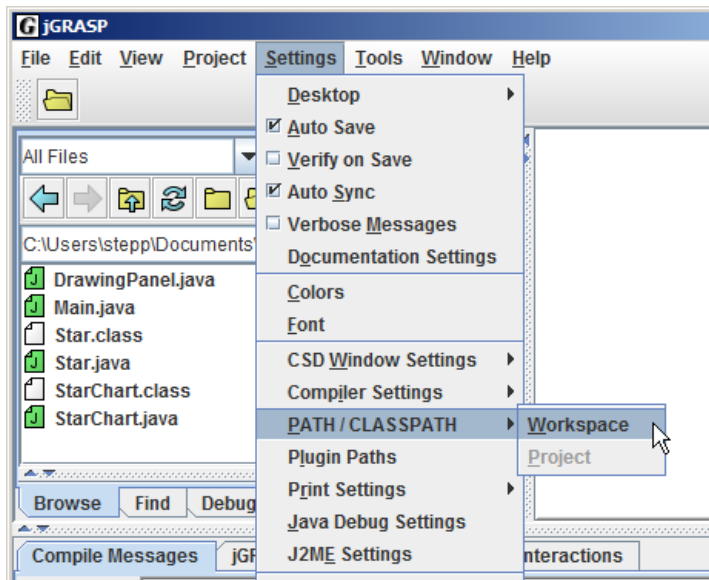 jGRASP
File Edit View Project Settings Tools Window Help
Desktop
Auto Save
Verify on Save
Auto Sync
Verbose Messages
Documentation Settings
Colors
Font
CSD Window Settings
Compiler Settings
PATH / CLASSPATH
Plugin Paths
Print Settings
Java Debug Settings
J2ME Settings
Workspace
Project
All Files
C:\Users\stepp\Documents\
DrawingPanel.java
Main.java
Star.class
Star.java
StarChart.class
StarChart.java
Browse Find Debug
Compile Messages jGR nteractions